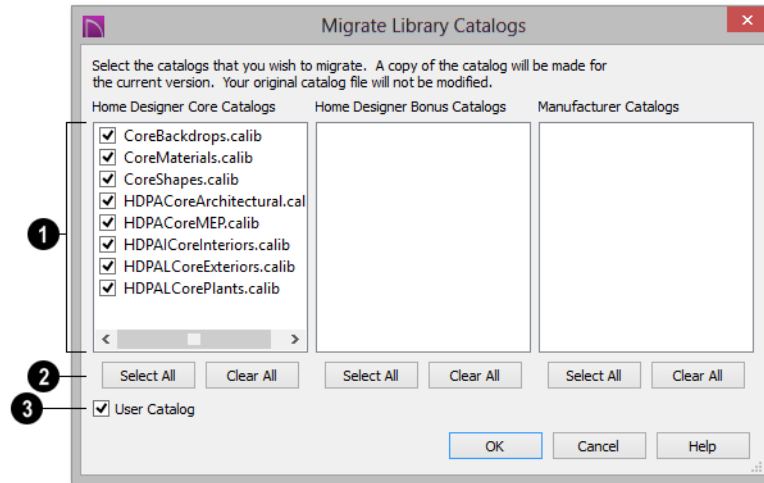 Migrate Library Catalogs
Select the catalogs that you wish to migrate. A copy of the catalog will be made for
the current version. Your original catalog file will not be modified.
Home Designer Core Catalogs
Home Designer Bonus Catalogs
Manufacturer Catalogs
1
CoreBackdrops.calib
CoreMaterials.calib
CoreShapes.calib
HDPACoreArchitectural.cal
HDPACoreMEP.calib
HDPAICoreInteriors.calib
HDPALCoreExteriors.calib
HDPALCorePlants.calib
2
Select All
Clear All
Select All
Clear All
Select All
Clear All
3
User Catalog
OK
Cancel
Help